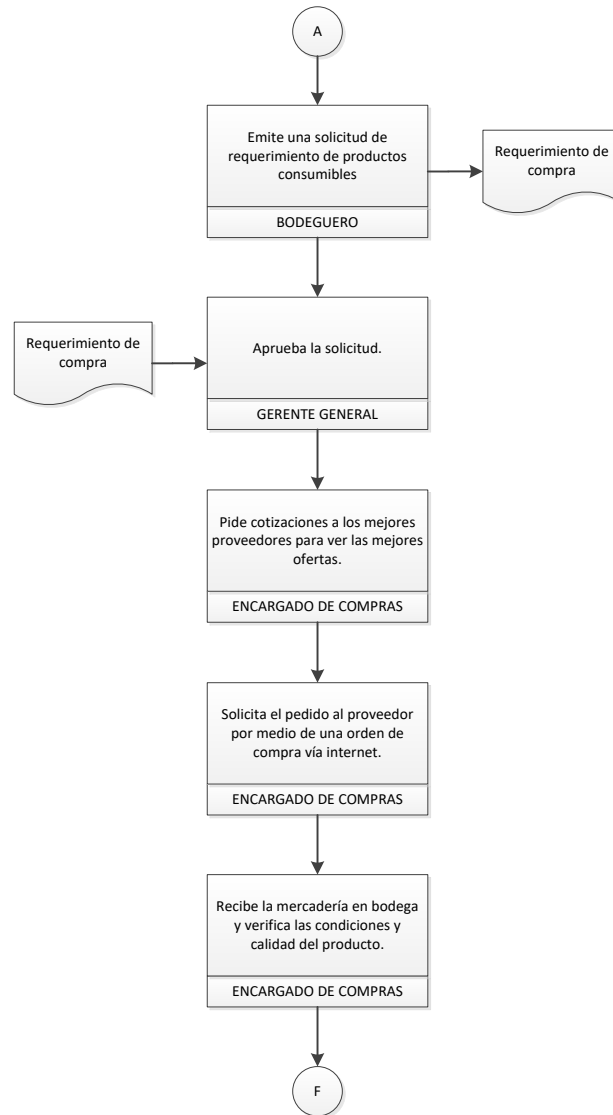 A
Emite una solicitud de
requerimiento de productos
consumibles
BODEGUERO
Requerimiento de
compra
Requerimiento de
compra
Aprueba la solicitud.
GERENTE GENERAL
Pide cotizaciones a los mejores
proveedores para ver las mejores
ofertas.
ENCARGADO DE COMPRAS
Solicita el pedido al proveedor
por medio de una orden de
compra vía internet.
ENCARGADO DE COMPRAS
Recibe la mercadería en bodega
y verifica las condiciones y
calidad del producto.
ENCARGADO DE COMPRAS
F